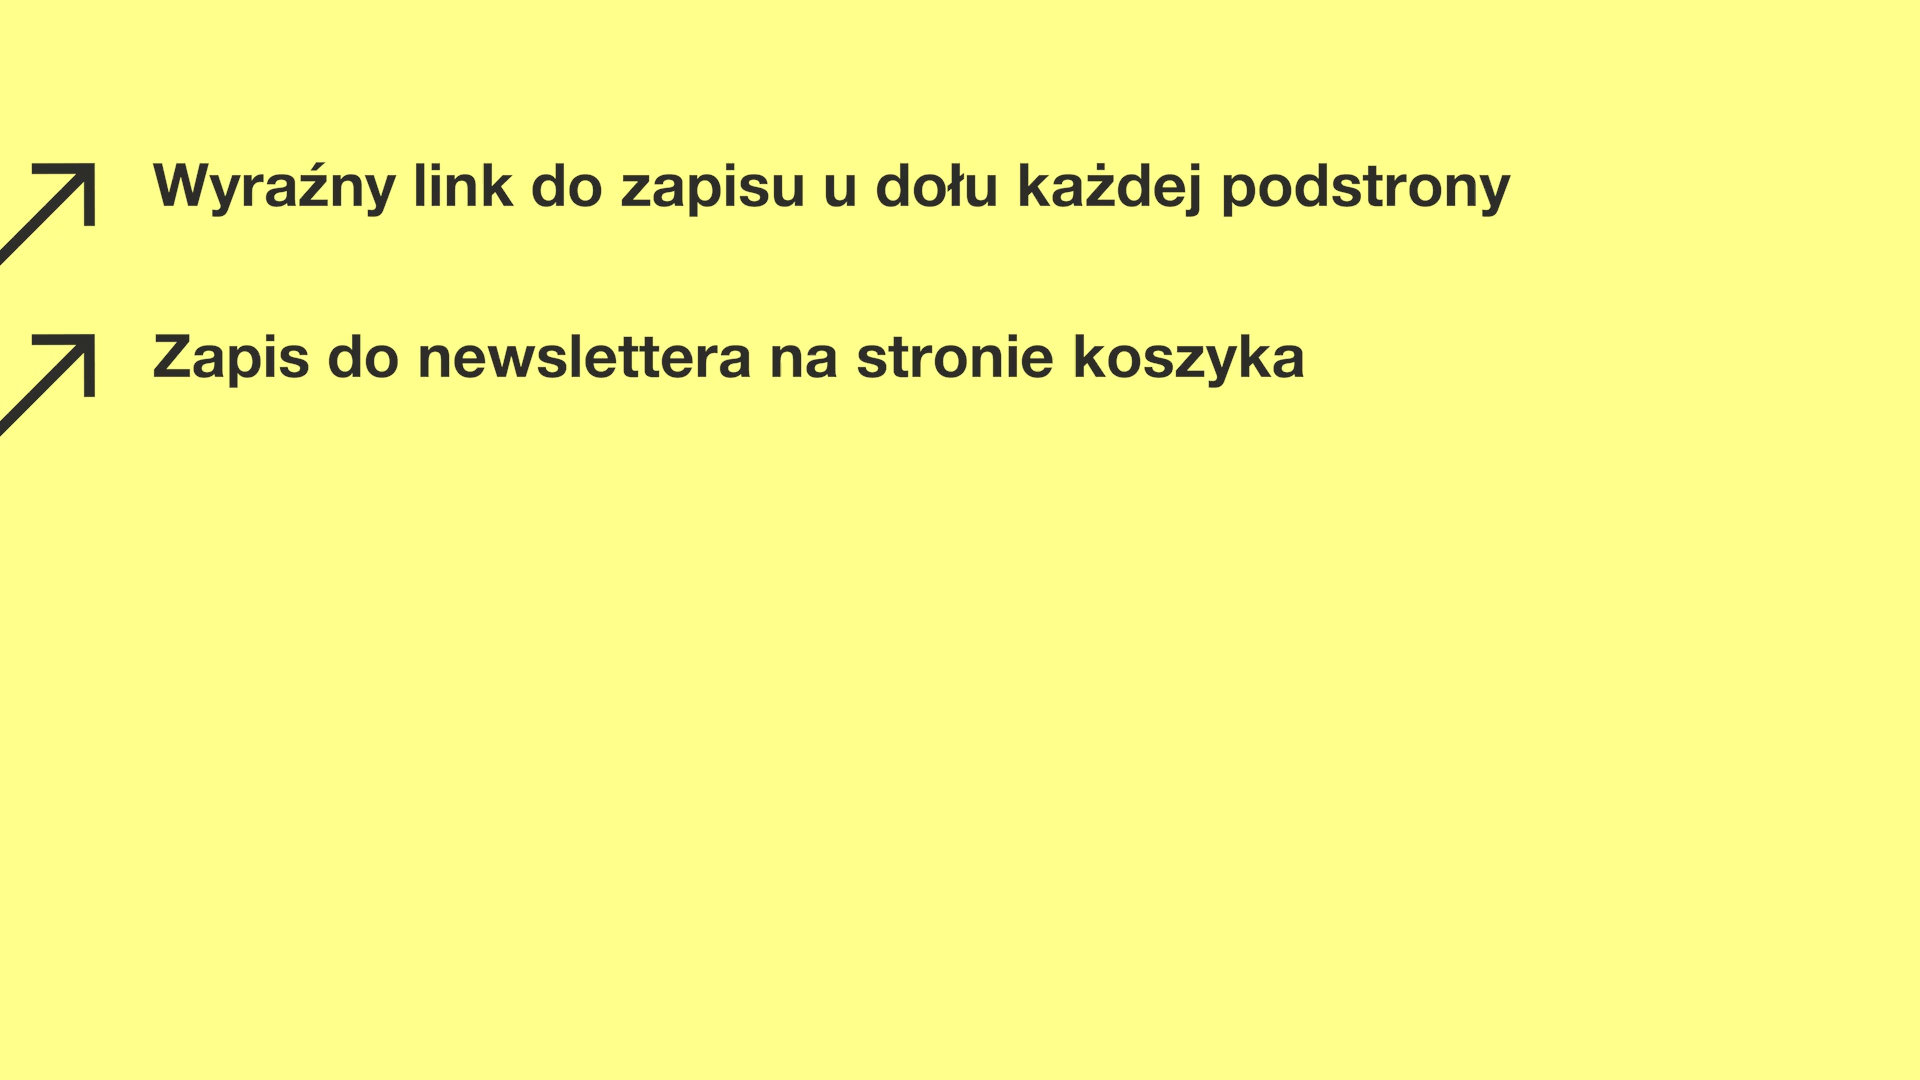 Wyraźny link do zapisu u dołu każdej podstrony
Zapis do newslettera na stronie koszyka